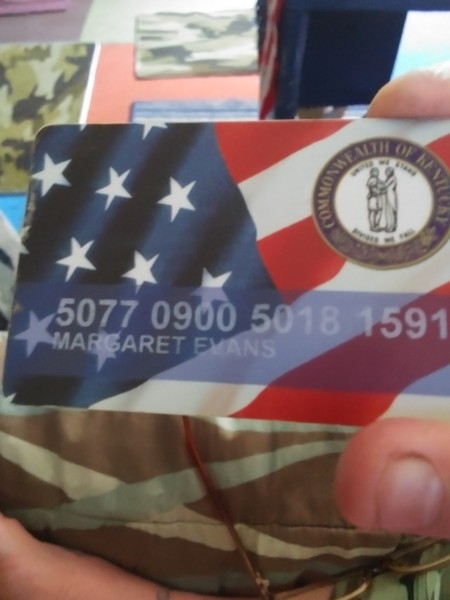 COMMONWEALTH OF KENTUCKY
UNITED WE STAND
DIVIDED WE FALL
5077 0900 5018 1591
MARGARET EVANS